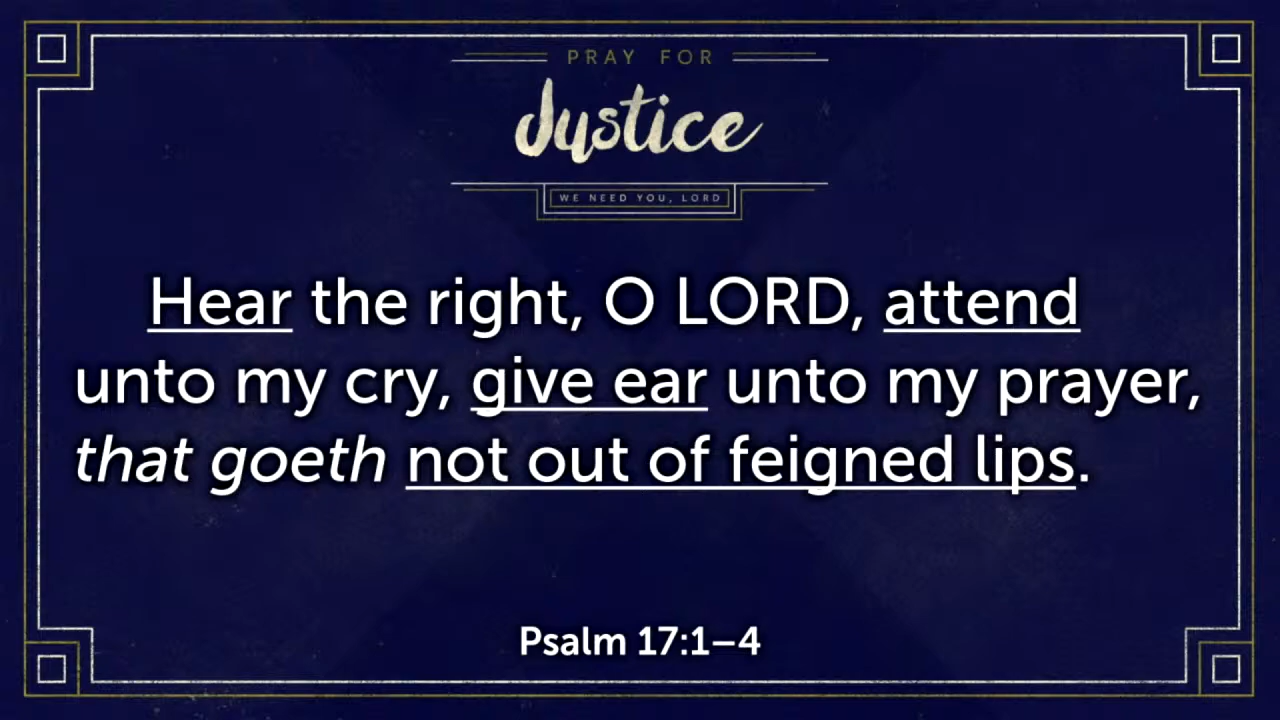 PRAY FOR
Justice
WE NEED YOU, LORD
Hear the right, O LORD, attend
unto my cry, give ear unto my prayer,
that goeth not out of feigned lips.
Psalm 17:1–4